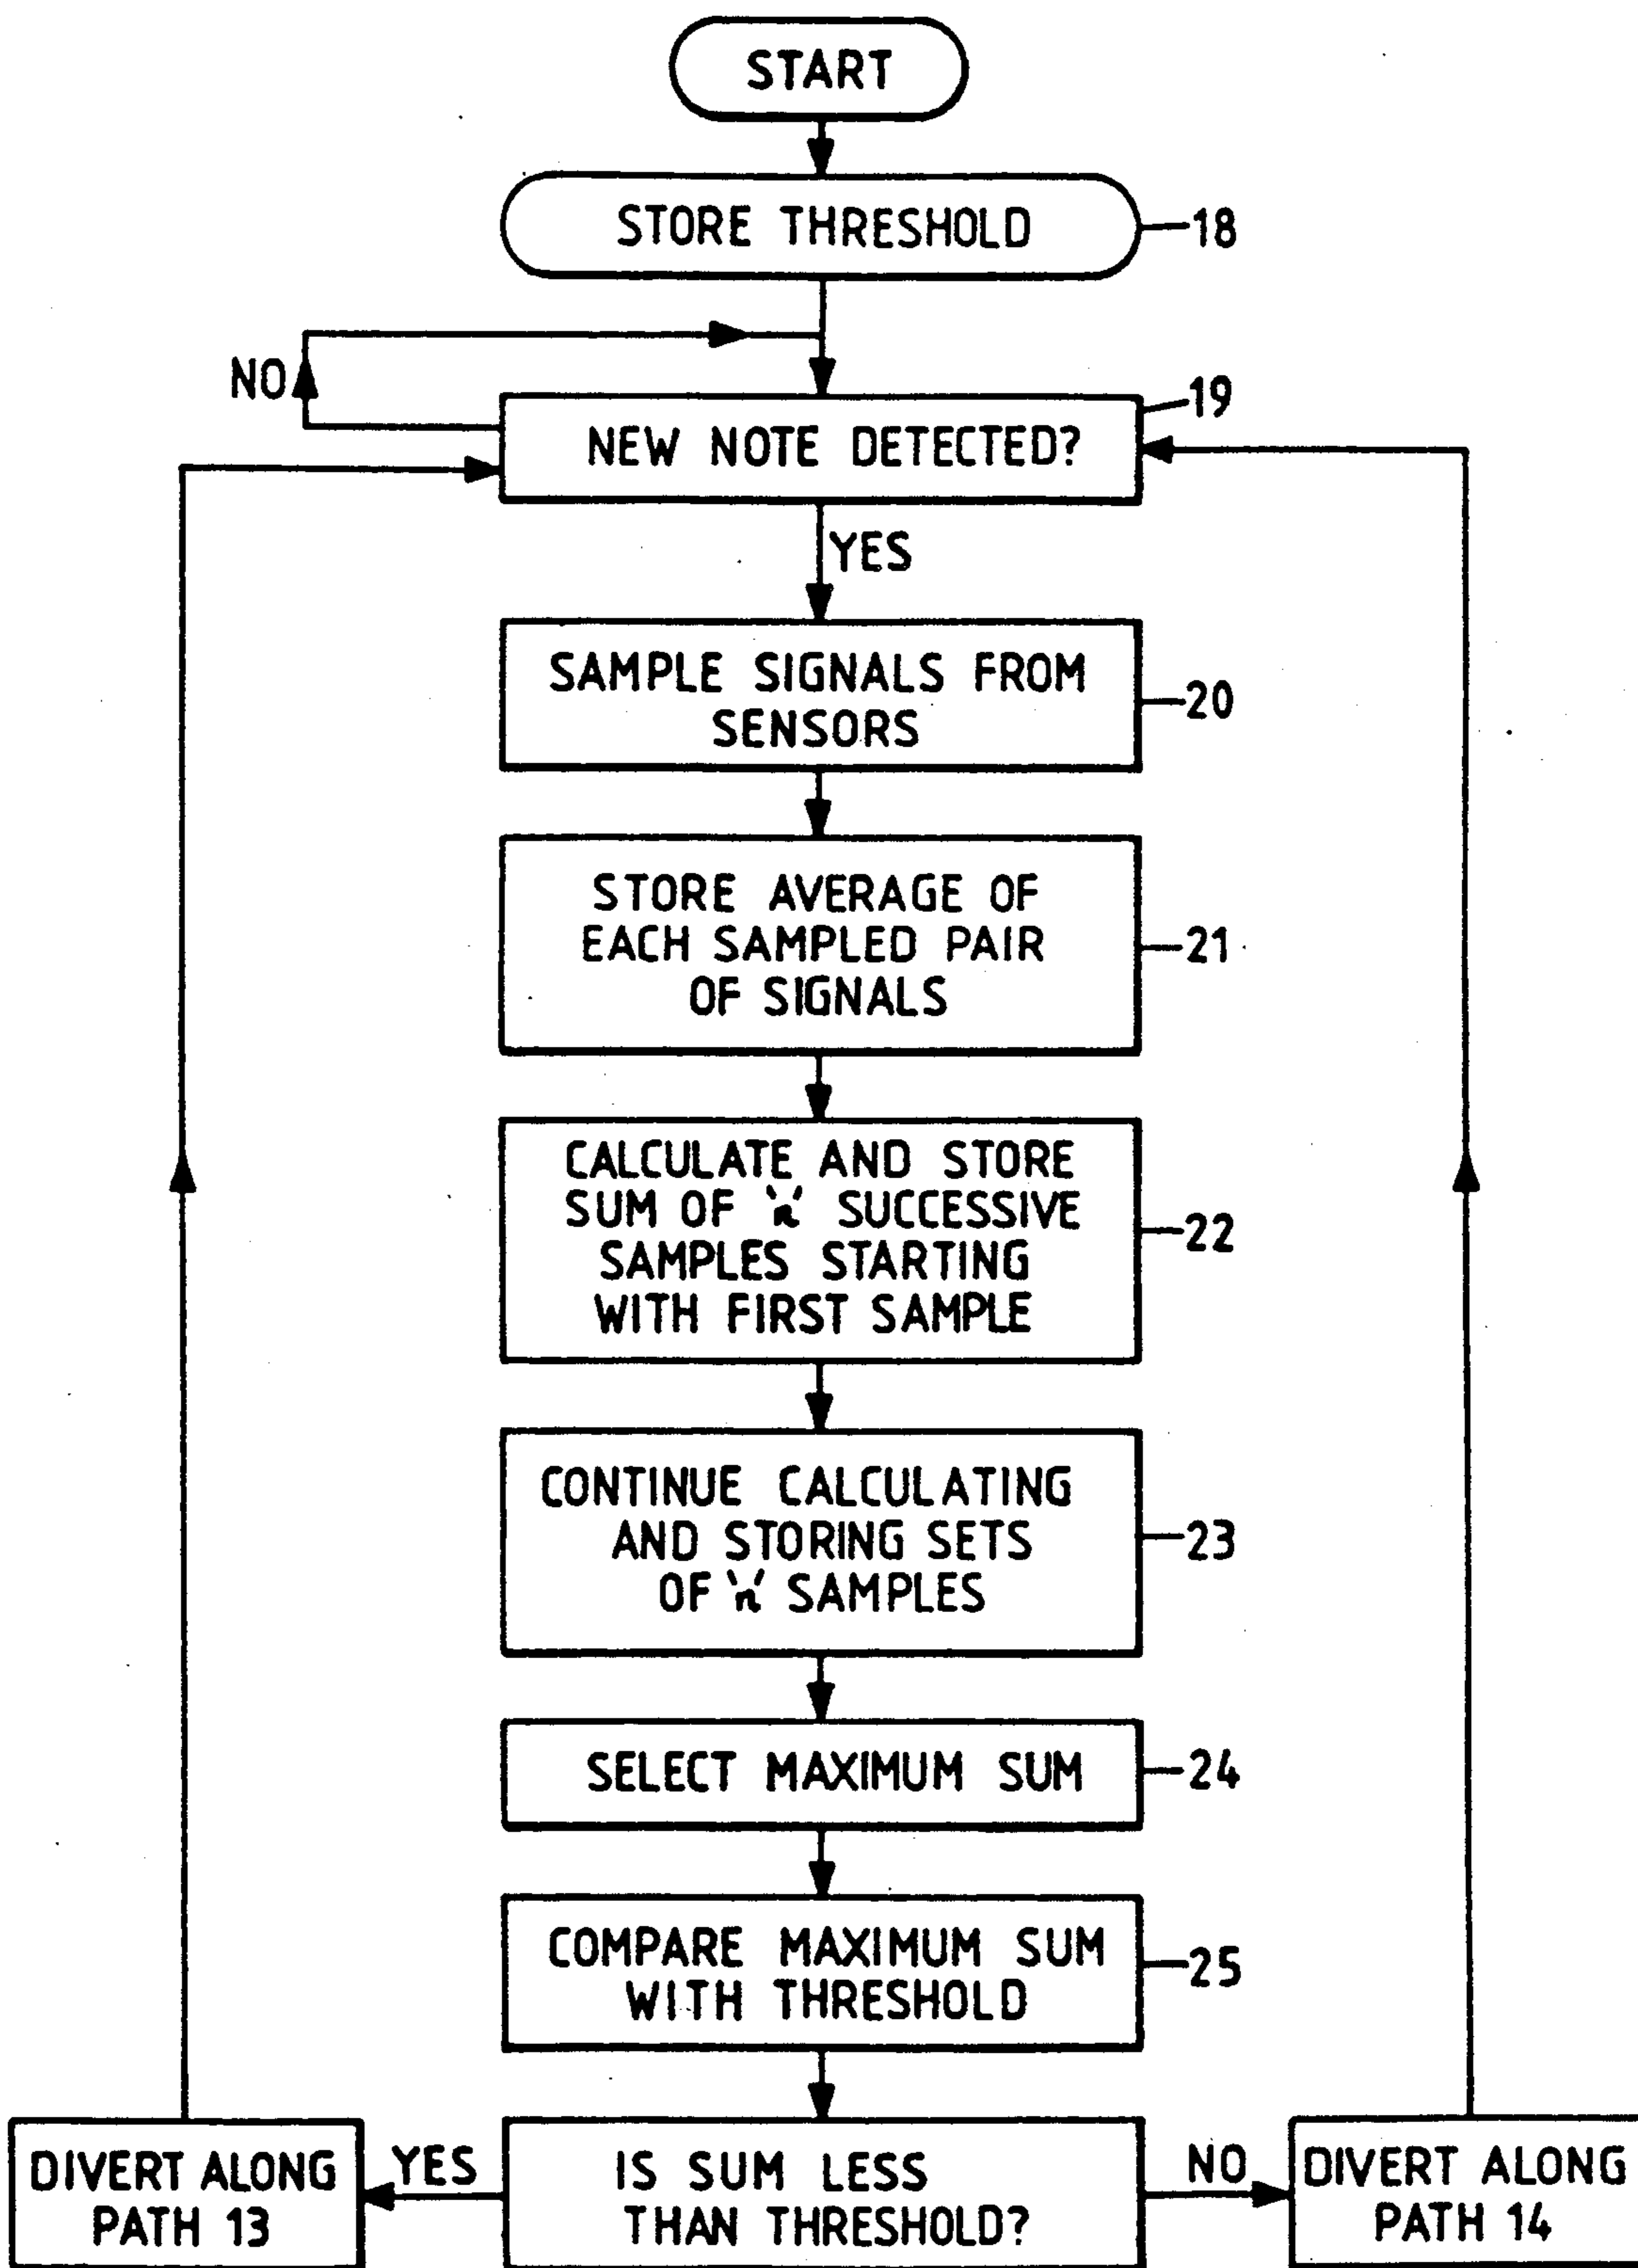 START
STORE THRESHOLD
18
NO
19
NEW NOTE DETECTED?
YES
SAMPLE SIGNALS FROM
SENSORS
20
STORE AVERAGE OF
EACH SAMPLED PAIR
OF SIGNALS
21
CALCULATE AND STORE
SUM OF 'n' SUCCESSIVE
SAMPLES STARTING
WITH FIRST SAMPLE
22
CONTINUE CALCULATING
AND STORING SETS
OF 'n' SAMPLES
23
SELECT MAXIMUM SUM
24
COMPARE MAXIMUM SUM
WITH THRESHOLD
25
DIVERT ALONG
PATH 13
YES
IS SUM LESS
THAN THRESHOLD?
NO
DIVERT ALONG
PATH 14